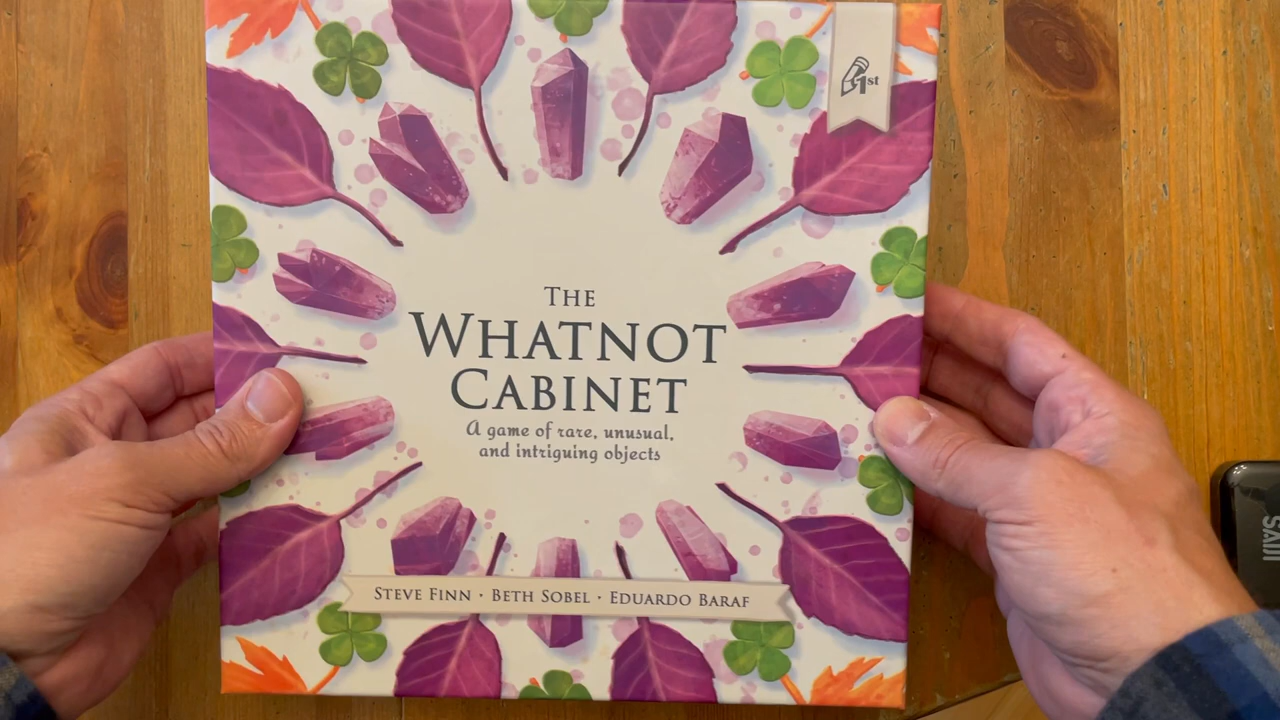 1st
THE
WHATNOT
CABINET
A game of rare, unusual,
and intriguing objects
STEVE FINN · BETH SOBEL · EDUARDO BARAF